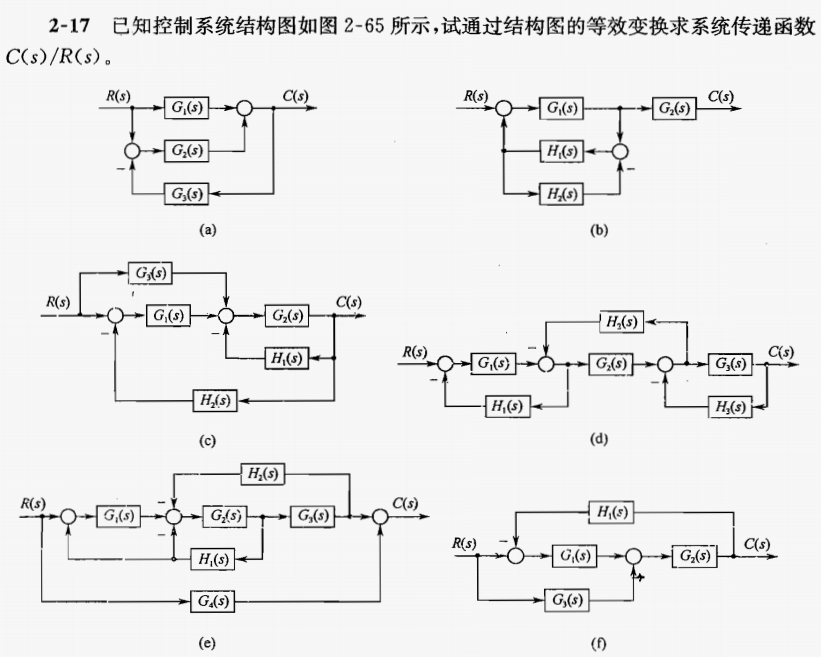 2-17 已知控制系统结构图如图 2-65 所示,试通过结构图的等效变换求系统传递函数
C(s)/R(s)。
R(s) G₁(s) C(s)
G₂(s)
−
G₃(s)
(a)
R(s) G₁(s) G₂(s) C(s)
H₁(s)
−
H₂(s)
(b)
G₃(s)
R(s) G₁(s) G₂(s) C(s)
− −
H₁(s)
H₂(s)
(c)
H₂(s)
−
R(s) G₁(s) G₂(s) G₃(s) C(s)
− −
H₁(s) H₃(s)
(d)
H₂(s)
−
R(s) G₁(s) G₂(s) G₃(s) C(s)
−
H₁(s)
G₄(s)
(e)
H₁(s)
−
R(s) G₁(s) G₂(s) C(s)
+
G₃(s)
(f)